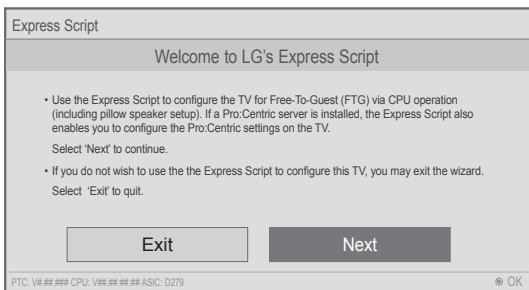 Express Script
Welcome to LG's Express Script
• Use the Express Script to configure the TV for Free-To-Guest (FTG) via CPU operation
(including pillow speaker setup). If a Pro:Centric server is installed, the Express Script also
enables you to configure the Pro:Centric settings on the TV.
Select 'Next' to continue.
• If you do not wish to use the the Express Script to configure this TV, you may exit the wizard.
Select 'Exit' to quit.
Exit Next
PTC: V#.##.### CPU: V##.##.##.## ASIC: D279 OK